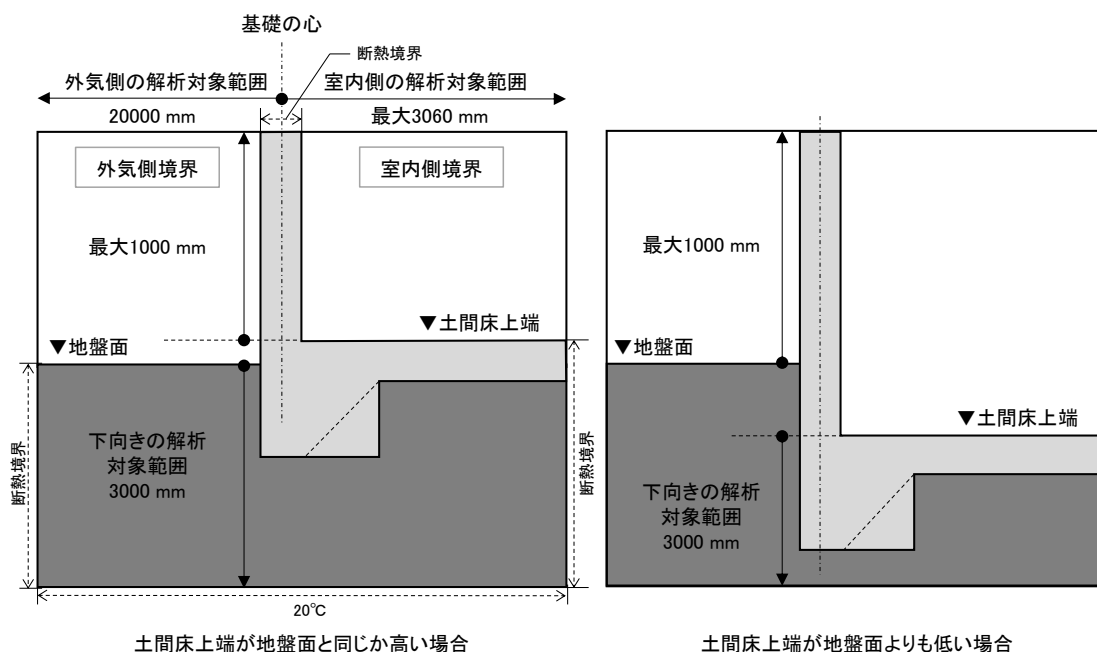 基礎の心
断熱境界
外気側の解析対象範囲
室内側の解析対象範囲
20000 mm
最大3060 mm
外気側境界
室内側境界
最大1000 mm
▼土間床上端
▼地盤面
下向きの解析
対象範囲
3000 mm
断熱境界
断熱境界
20℃
土間床上端が地盤面と同じか高い場合
最大1000 mm
▼地盤面
▼土間床上端
下向きの解析
対象範囲
3000 mm
土間床上端が地盤面よりも低い場合